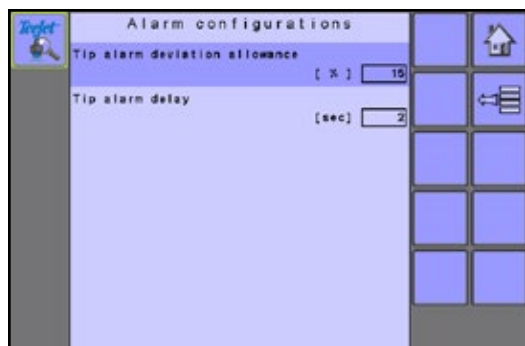 TeeJet
Alarm configurations
Tip alarm deviation allowance
[ % ] 15
Tip alarm delay
[sec] 2